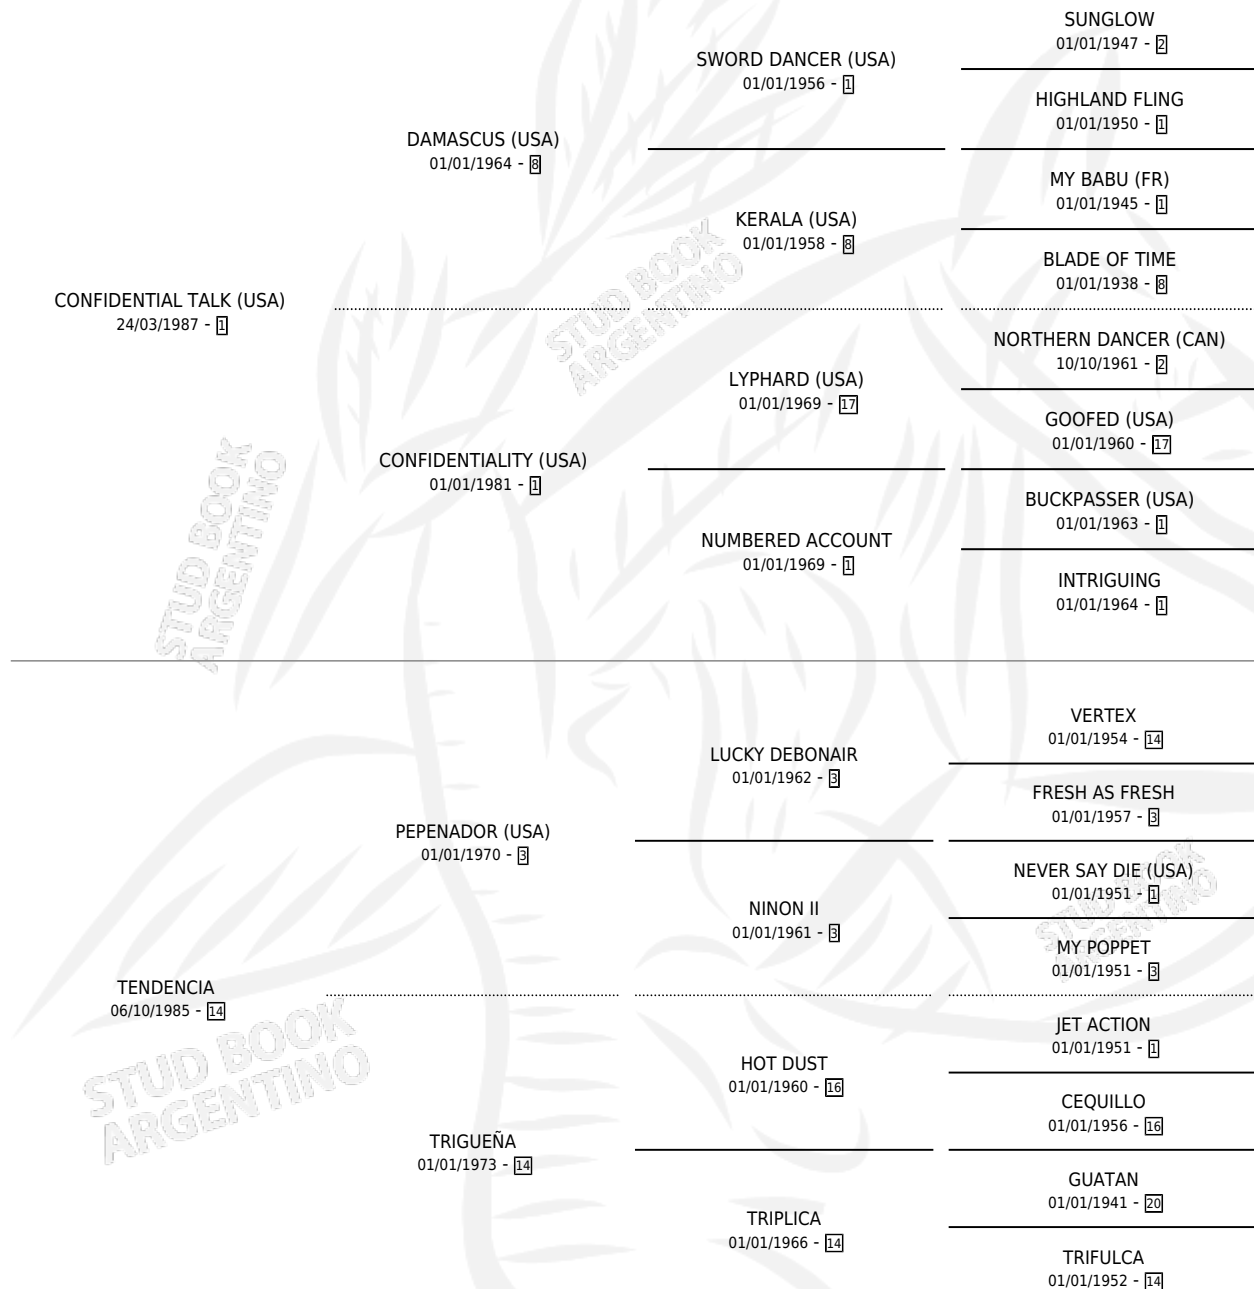 SUNGLOW
01/01/1947 - 2
SWORD DANCER (USA)
01/01/1956 - 1
HIGHLAND FLING
01/01/1950 - 1
DAMASCUS (USA)
01/01/1964 - 8
MY BABU (FR)
01/01/1945 - 1
KERALA (USA)
01/01/1958 - 8
BLADE OF TIME
01/01/1938 - 8
CONFIDENTIAL TALK (USA)
24/03/1987 - 1
NORTHERN DANCER (CAN)
10/10/1961 - 2
LYPHARD (USA)
01/01/1969 - 17
GOOFED (USA)
01/01/1960 - 17
CONFIDENTIALITY (USA)
01/01/1981 - 1
BUCKPASSER (USA)
01/01/1963 - 1
NUMBERED ACCOUNT
01/01/1969 - 1
INTRIGUING
01/01/1964 - 1
VERTEX
01/01/1954 - 14
LUCKY DEBONAIR
01/01/1962 - 3
FRESH AS FRESH
01/01/1957 - 3
PEPENADOR (USA)
01/01/1970 - 3
NEVER SAY DIE (USA)
01/01/1951 - 1
NINON II
01/01/1961 - 3
MY POPPET
01/01/1951 - 3
TENDENCIA
06/10/1985 - 14
JET ACTION
01/01/1951 - 1
HOT DUST
01/01/1960 - 16
CEQUILLO
01/01/1956 - 16
TRIGUEÑA
01/01/1973 - 14
GUATAN
01/01/1941 - 20
TRIPLICA
01/01/1966 - 14
TRIFULCA
01/01/1952 - 14
STUD BOOK
ARGENTINO
STUD BOOK
ARGENTINO
STUD BOOK
ARGENTINO
STUD BOOK
ARGENTINO